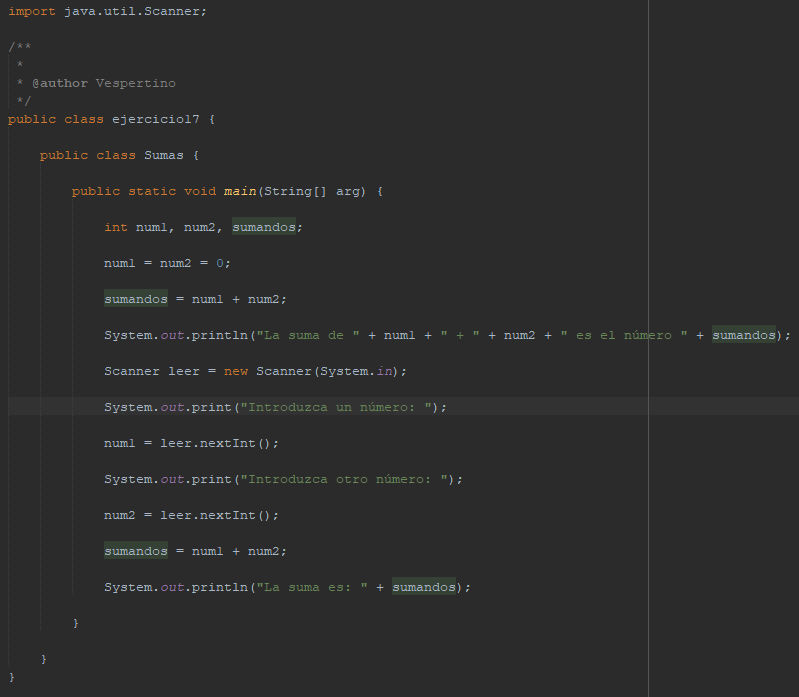 import java.util.Scanner;
/**
*
* @author Vespertino
*/
public class ejercicio17 {
public class Sumas {
public static void main(String[] arg) {
int num1, num2, sumandos;
num1 = num2 = 0;
sumandos = num1 + num2;
System.out.println("La suma de " + num1 + " + " + num2 + " es el número " + sumandos);
Scanner leer = new Scanner(System.in);
System.out.print("Introduzca un número: ");
num1 = leer.nextInt();
System.out.print("Introduzca otro número: ");
num2 = leer.nextInt();
sumandos = num1 + num2;
System.out.println("La suma es: " + sumandos);
}
}
}